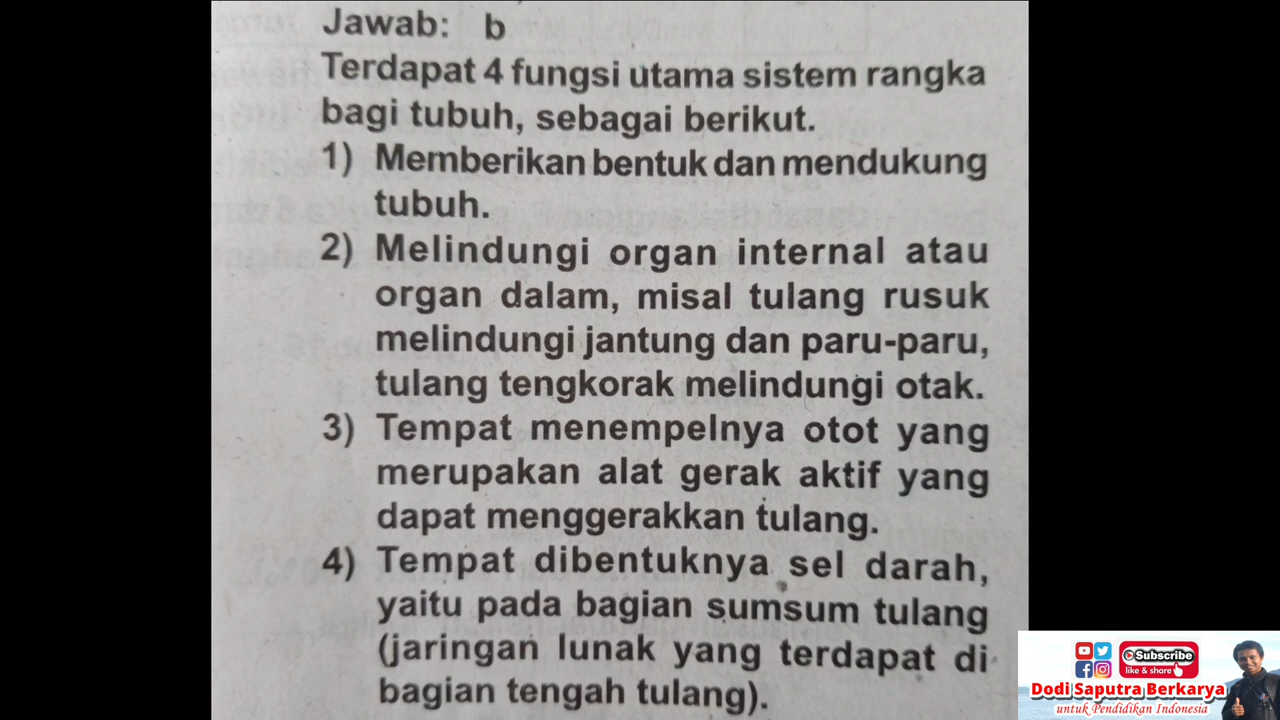 Jawab: b
Terdapat 4 fungsi utama sistem rangka
bagi tubuh, sebagai berikut.
1) Memberikan bentuk dan mendukung
tubuh.
2) Melindungi organ internal atau
organ dalam, misal tulang rusuk
melindungi jantung dan paru-paru,
tulang tengkorak melindungi otak.
3) Tempat menempelnya otot yang
merupakan alat gerak aktif yang
dapat menggerakkan tulang.
4) Tempat dibentuknya sel darah,
yaitu pada bagian sumsum tulang
(jaringan lunak yang terdapat di
bagian tengah tulang).
Subscribe
like & share
Dodi Saputra Berkarya
untuk Pendidikan Indonesia